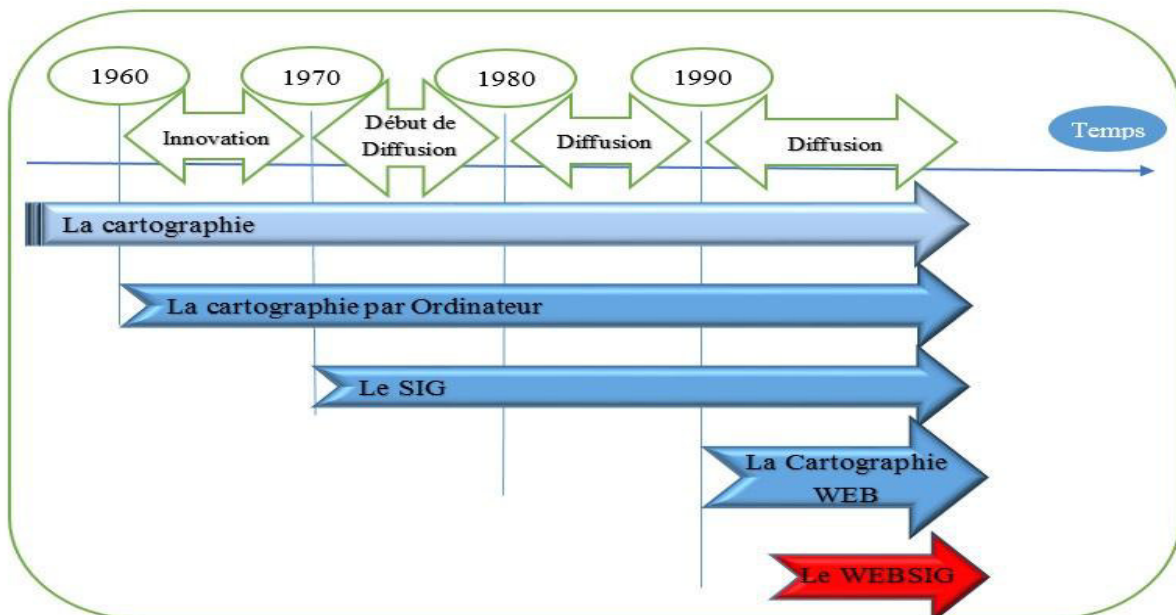 1960
1970
1980
1990
Innovation
Début de
Diffusion
Diffusion
Diffusion
Temps
La cartographie
La cartographie par Ordinateur
Le SIG
La Cartographie
WEB
Le WEBSIG